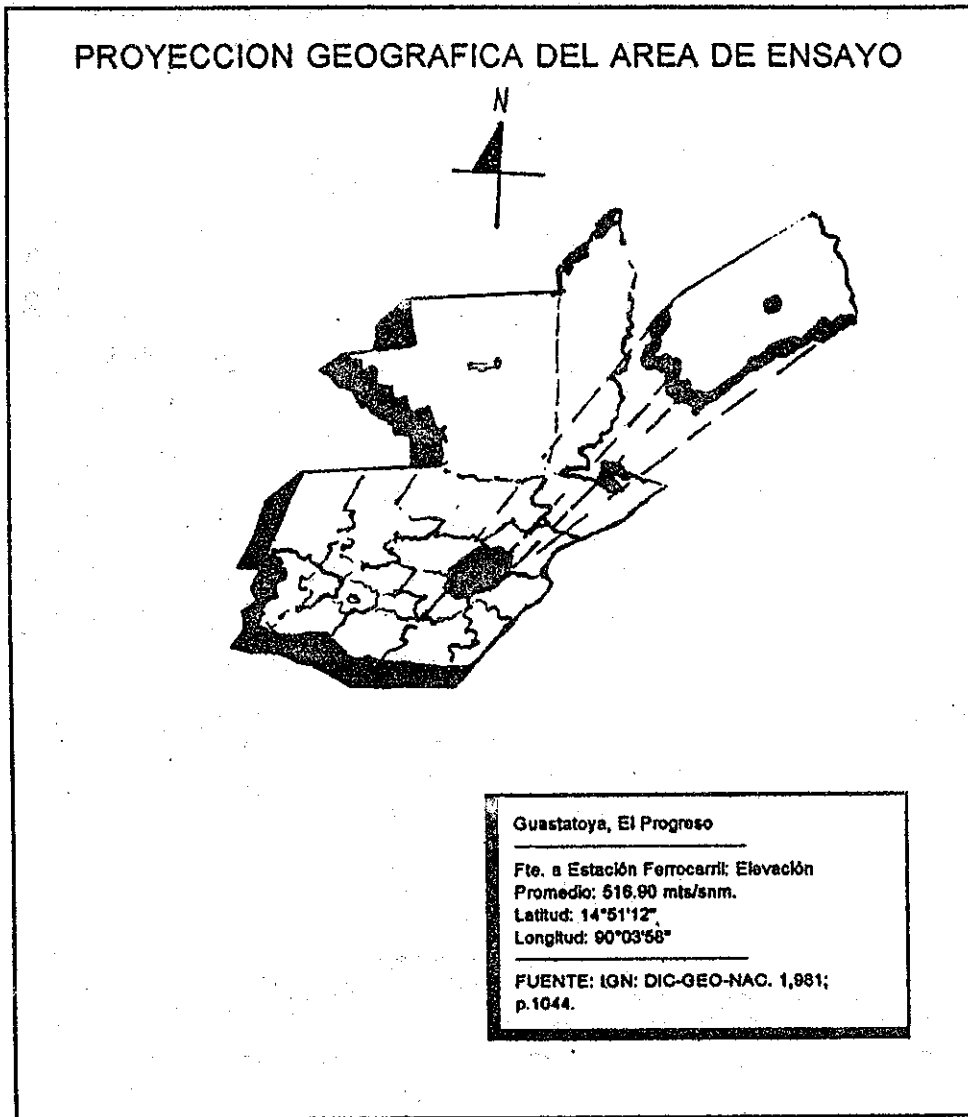 PROYECCION GEOGRAFICA DEL AREA DE ENSAYO
N
Guastatoya, El Progreso
Fte. a Estación Ferrocarril; Elevación
Promedio: 516.90 mts/snm.
Latitud: 14°51'12",
Longitud: 90°03'58"
FUENTE: IGN: DIC-GEO-NAC. 1,981;
p.1044.